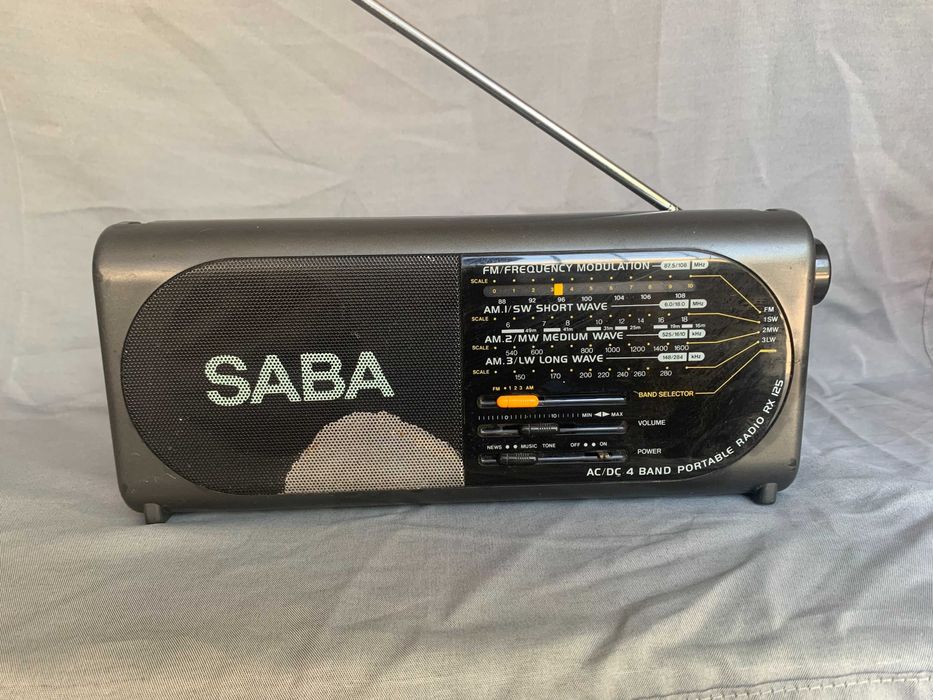 SABA
FM/FREQUENCY MODULATION 87.5/108 MHz
SCALE 0 1 2 3 4 5 6 7 8 9 10
88 92 96 100 104 106 108
AM.1/SW SHORT WAVE 6.0/18.0 MHz
SCALE
6 7 8 10 12 14 16 18
49m 41m 31m 25m 19m 16m
AM.2/MW MEDIUM WAVE 525/1610 kHz
SCALE
540 600 800 1000 1200 1400 1600
AM.3/LW LONG WAVE 148/284 kHz
SCALE
150 170 200 220 240 260 280
FM
1SW
2MW
3LW
FM 1 2 3 AM
BAND SELECTOR
0 10 MIN MAX
VOLUME
NEWS MUSIC TONE OFF ON
POWER
AC/DC 4 BAND PORTABLE RADIO RX 125